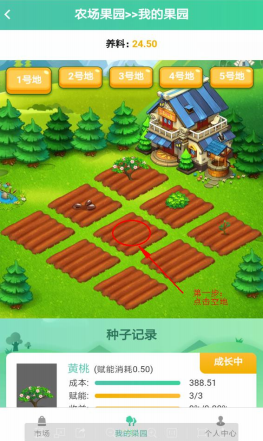 农场果园>>我的果园
养料: 24.50
1号地 2号地 3号地 4号地 5号地
第一步：
点击空地
种子记录
黄桃 (赋能消耗0.50)
成长中
成本: 388.51
赋能: 3/3
市场 我的果园 个人中心